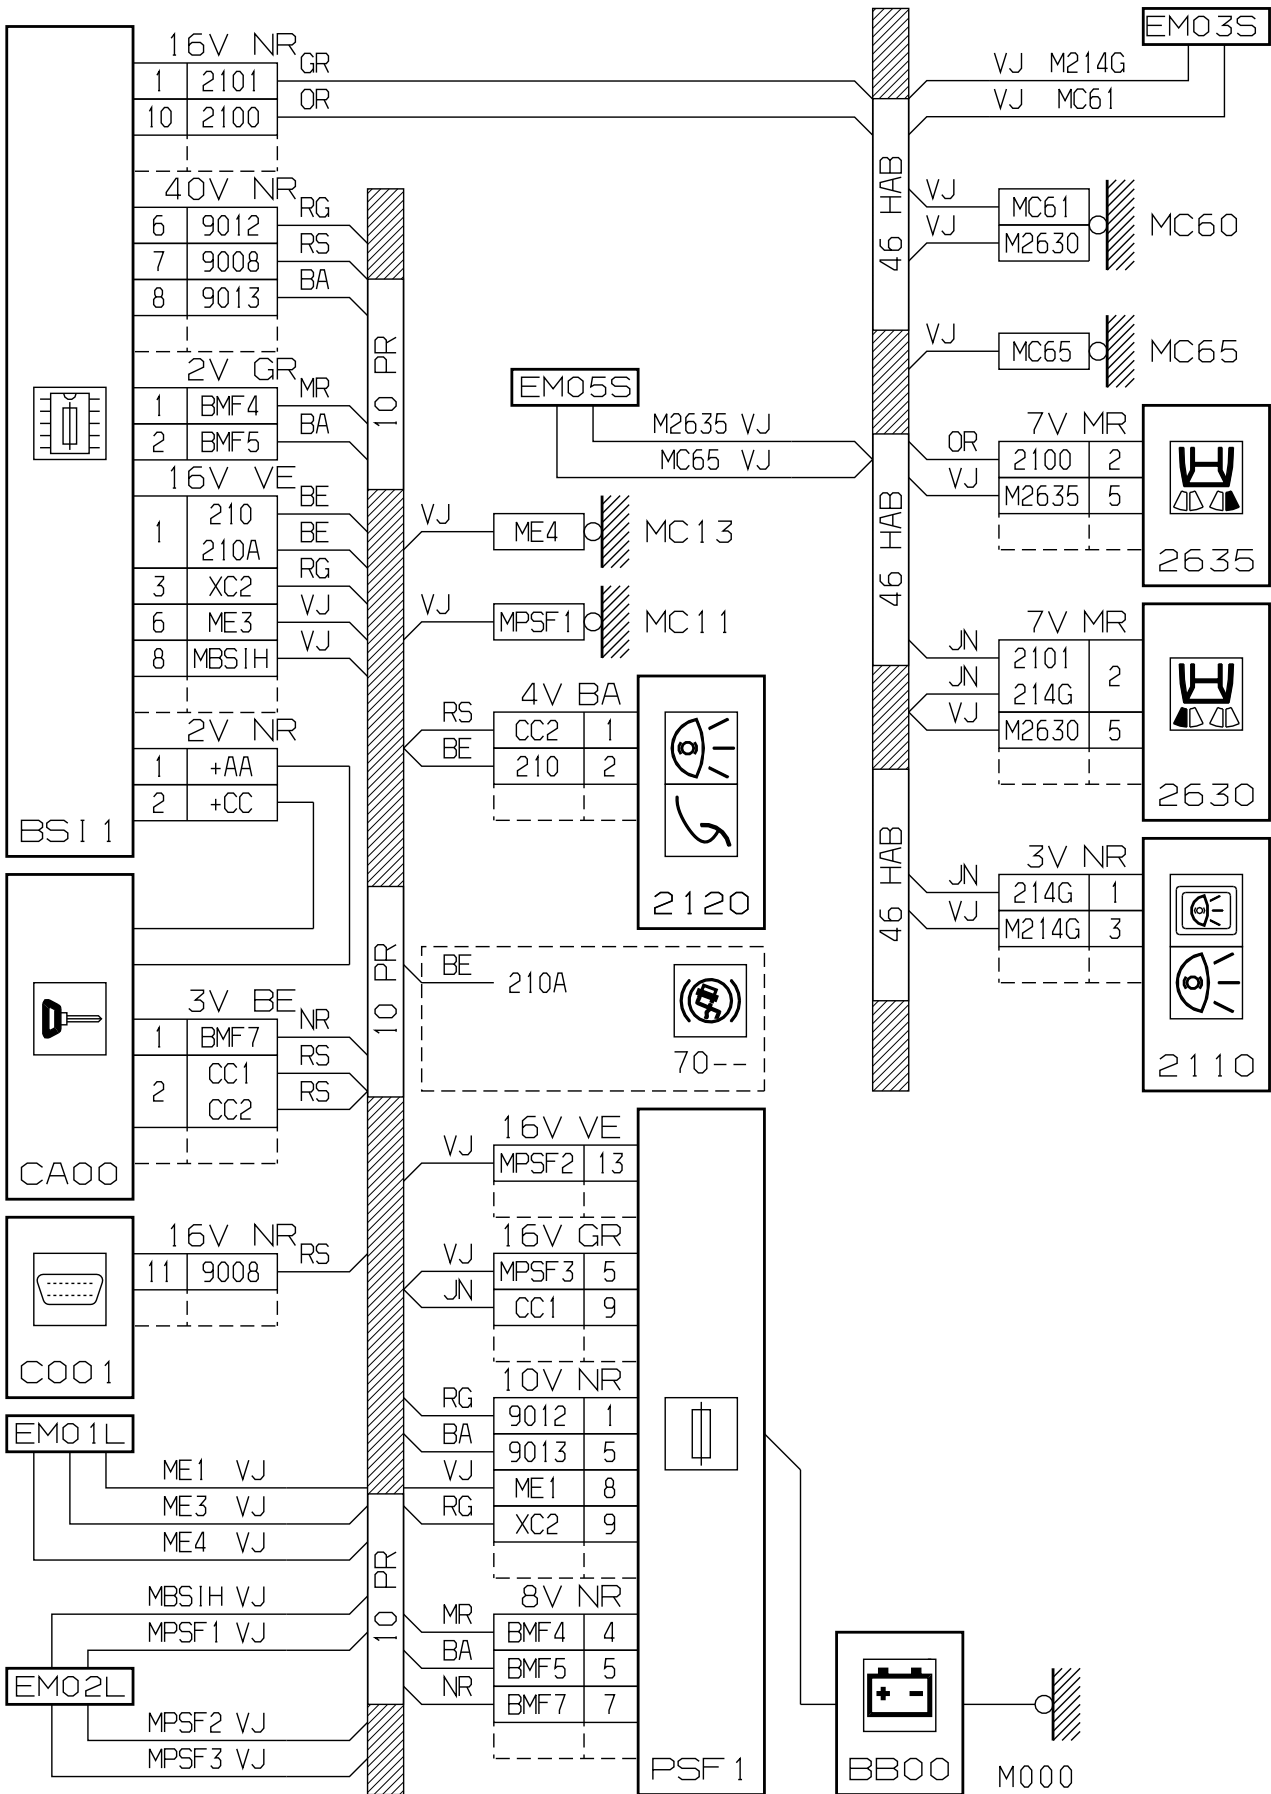 16V NR
1 2101 GR
10 2100 OR
40V NR
6 9012 RG
7 9008 RS
8 9013 BA
2V GR
1 BMF4 MR
2 BMF5 BA
16V VE
1 210 BE
210A BE
3 XC2 RG
6 ME3 VJ
8 MBSIH VJ
2V NR
1 +AA
2 +CC
BSI1
3V BE
1 BMF7 NR
2 CC1 RS
CC2 RS
CA00
16V NR
11 9008 RS
C001
EM01L
ME1 VJ
ME3 VJ
ME4 VJ
MBSIH VJ
MPSF1 VJ
EM02L
MPSF2 VJ
MPSF3 VJ
10 PR
10 PR
10 PR
EM05S
M2635 VJ
MC65 VJ
VJ ME4 MC13
VJ MPSF1 MC11
4V BA
RS CC2 1
BE 210 2
2120
BE 210A
70--
16V VE
VJ MPSF2 13
16V GR
VJ MPSF3 5
JN CC1 9
10V NR
RG 9012 1
BA 9013 5
VJ ME1 8
RG XC2 9
8V NR
MR BMF4 4
BA BMF5 5
NR BMF7 7
PSF1
BB00
M000
46 HAB
46 HAB
46 HAB
EM03S
VJ M214G
VJ MC61
VJ MC61
VJ M2630
MC60
VJ MC65 MC65
7V MR
OR 2100 2
VJ M2635 5
2635
7V MR
JN 2101 2
JN 214G
VJ M2630 5
2630
3V NR
JN 214G 1
VJ M214G 3
2110